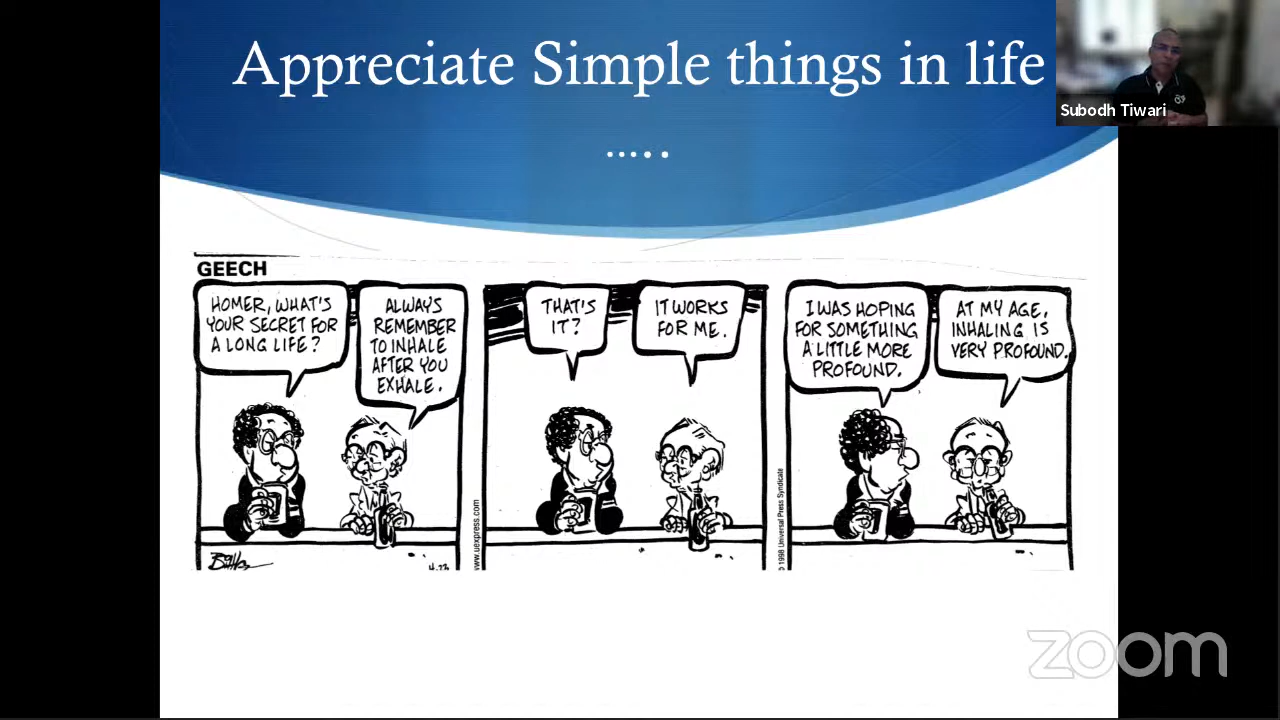 Appreciate Simple things in life
.....
Subodh Tiwari
GEECH
HOMER, WHAT'S
YOUR SECRET FOR
A LONG LIFE?
ALWAYS
REMEMBER
TO INHALE
AFTER YOU
EXHALE.
THAT'S
IT?
IT WORKS
FOR ME.
I WAS HOPING
FOR SOMETHING
A LITTLE MORE
PROFOUND.
AT MY AGE,
INHALING IS
VERY PROFOUND.
www.uexpress.com
© 1998 Universal Press Syndicate
zoom